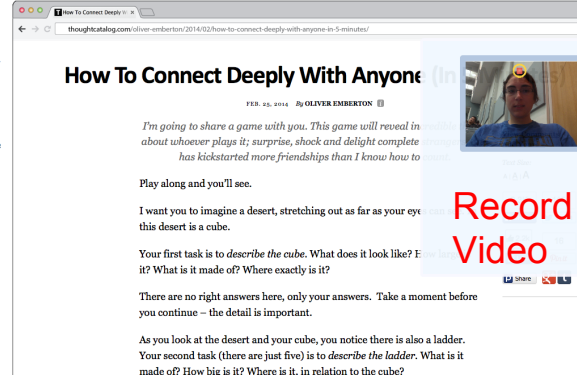 How To Connect Deeply Wi
thoughtcatalog.com/oliver-emberton/2014/02/how-to-connect-deeply-with-anyone-in-5-minutes/
How To Connect Deeply With Anyone (In
FEB. 25, 2014 By OLIVER EMBERTON
I'm going to share a game with you. This game will reveal
about whoever plays it; surprise, shock and delight complete
has kickstarted more friendships than I know how to
Play along and you'll see.
I want you to imagine a desert, stretching out as far as your eye
this desert is a cube.
Your first task is to describe the cube. What does it look like? How
it? What is it made of? Where exactly is it?
There are no right answers here, only your answers. Take a moment before
you continue – the detail is important.
As you look at the desert and your cube, you notice there is also a ladder.
Your second task (there are just five) is to describe the ladder. What is it
made of? How big is it? Where is it, in relation to the cube?
Record
Video
Share